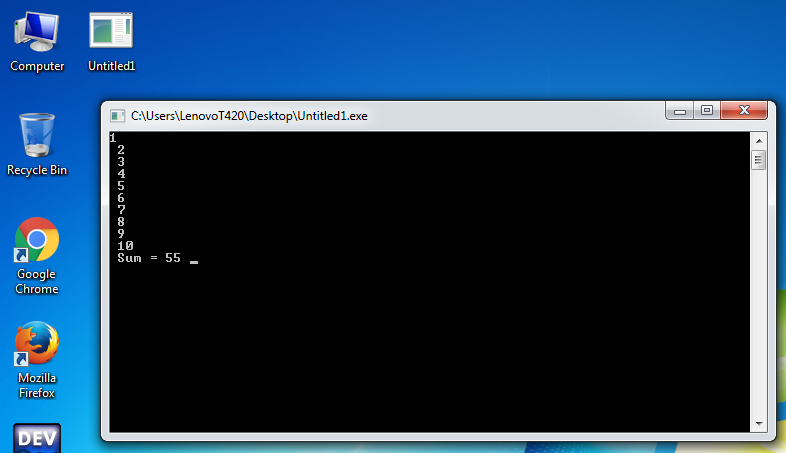 Computer
Untitled1
Recycle Bin
Google
Chrome
Mozilla
Firefox
DEV
C:\Users\LenovoT420\Desktop\Untitled1.exe
1
2
3
4
5
6
7
8
9
10
Sum = 55 _